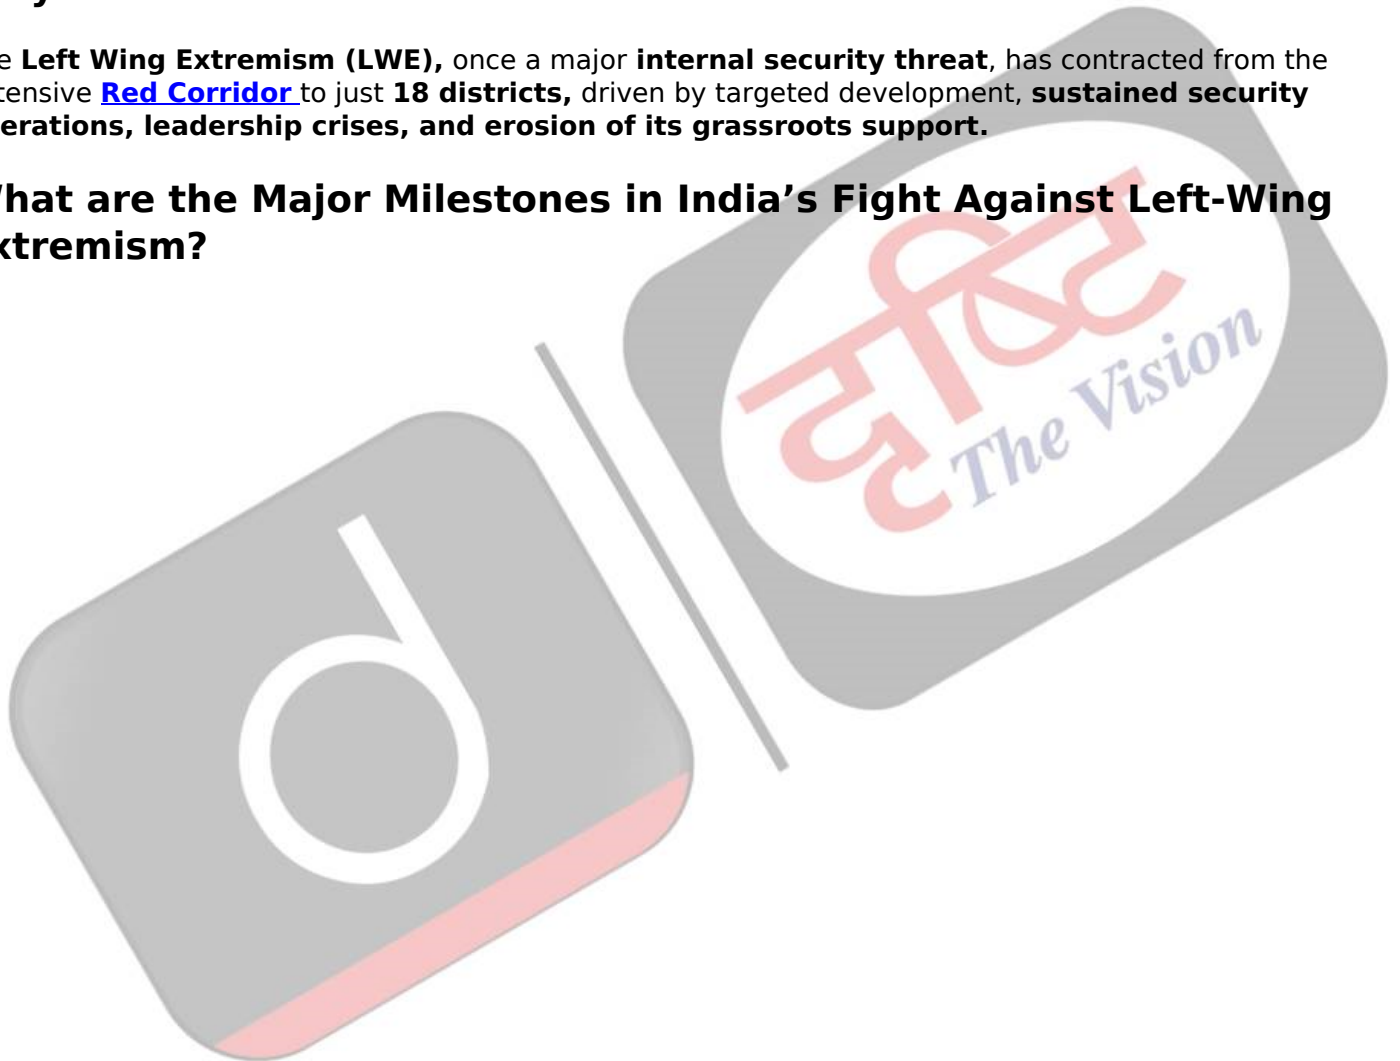 e Left Wing Extremism (LWE), once a major internal security threat, has contracted from the
tensive Red Corridor to just 18 districts, driven by targeted development, sustained security
erations, leadership crises, and erosion of its grassroots support.
hat are the Major Milestones in India’s Fight Against Left-Wing
xtremism?
दृष्टि
The Vision
d